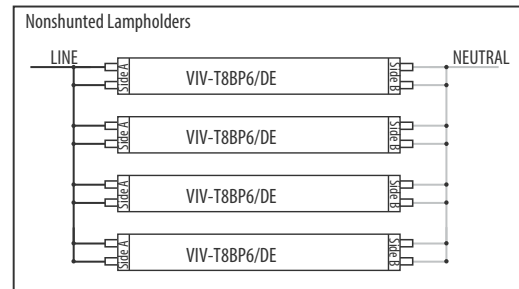 Nonshunted Lampholders
LINE
NEUTRAL
Side A
VIV-T8BP6/DE
Side B
Side A
VIV-T8BP6/DE
Side B
Side A
VIV-T8BP6/DE
Side B
Side A
VIV-T8BP6/DE
Side B